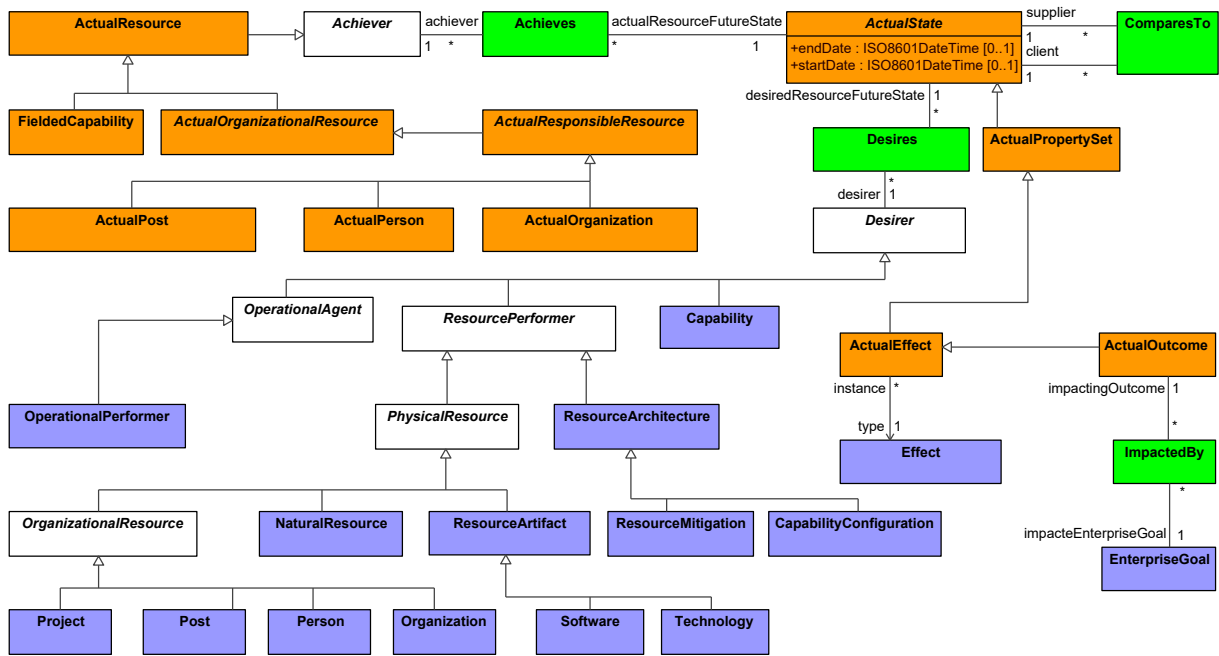 ActualResource
Achiever
achiever
1 *
Achieves
actualResourceFutureState
* 1
ActualState
+endDate : ISO8601DateTime [0..1]
+startDate : ISO8601DateTime [0..1]
supplier
1 *
client
1 *
ComparesTo
desiredResourceFutureState 1
*
FieldedCapability
ActualOrganizationalResource
ActualResponsibleResource
Desires
ActualPropertySet
*
desirer 1
ActualPost
ActualPerson
ActualOrganization
Desirer
OperationalAgent
ResourcePerformer
Capability
ActualEffect
ActualOutcome
instance *
impactingOutcome 1
OperationalPerformer
PhysicalResource
ResourceArchitecture
type 1
*
Effect
ImpactedBy
*
OrganizationalResource
NaturalResource
ResourceArtifact
ResourceMitigation
CapabilityConfiguration
impacteEnterpriseGoal 1
EnterpriseGoal
Project
Post
Person
Organization
Software
Technology